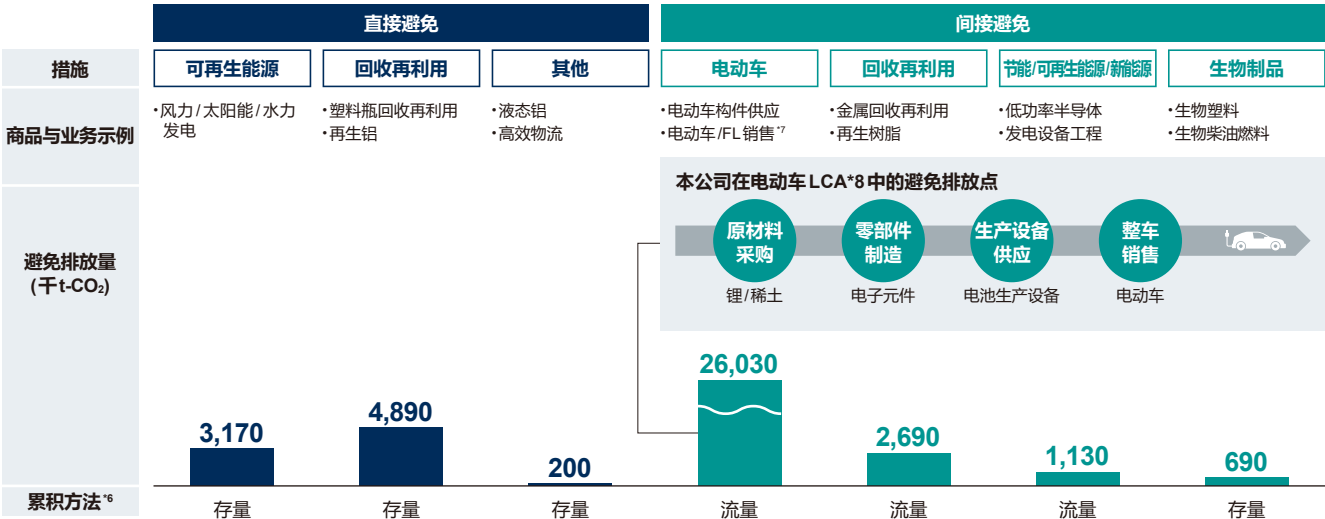 直接避免
间接避免
措施
可再生能源
回收再利用
其他
电动车
回收再利用
节能/可再生能源/新能源
生物制品
商品与业务示例
•风力/太阳能/水力
发电
•塑料瓶回收再利用
•再生铝
•液态铝
•高效物流
•电动车构件供应
•电动车/FL销售*7
•金属回收再利用
•再生树脂
•低功率半导体
•发电设备工程
•生物塑料
•生物柴油燃料
本公司在电动车LCA*8中的避免排放点
原材料
采购
零部件
制造
生产设备
供应
整车
销售
锂/稀土
电子元件
电池生产设备
电动车
避免排放量
(千t-CO₂)
3,170
4,890
200
26,030
2,690
1,130
690
累积方法*6
存量
存量
存量
流量
流量
流量
存量